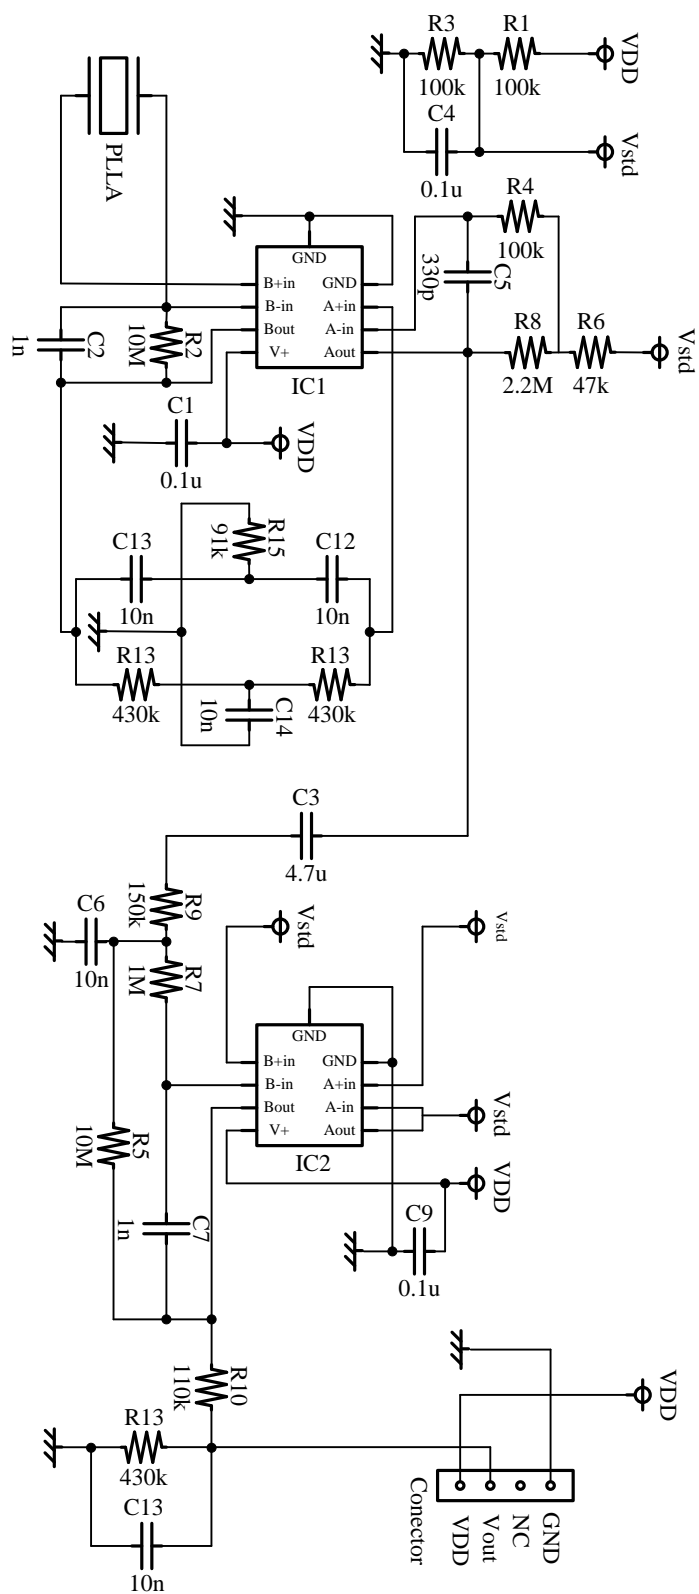 R3
R1
100k
100k
VDD
C4
0.1u
Vstd
PLLA
R4
100k
C5
330p
GND
B+in
GND
B-in
A+in
Bout
A-in
V+
Aout
IC1
R8
2.2M
R6
47k
Vstd
C2
1n
R2
10M
C1
0.1u
VDD
R15
91k
C13
10n
C12
10n
R13
430k
R13
430k
C14
10n
C3
4.7u
R9
150k
C6
10n
R7
1M
Vstd
Vstd
GND
B+in
GND
B-in
A+in
Bout
A-in
V+
Aout
IC2
Vstd
VDD
R5
10M
C7
1n
C9
0.1u
R10
110k
VDD
R13
430k
C13
10n
Conector
VDD
Vout
NC
GND